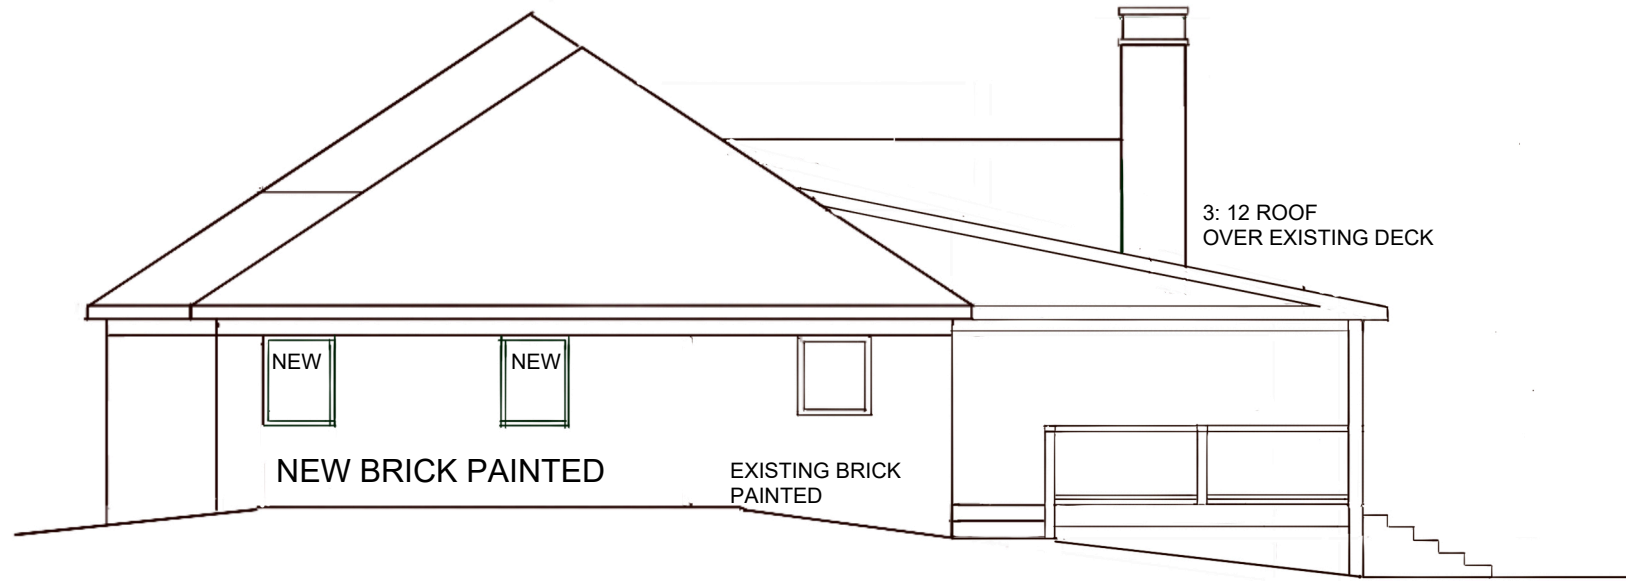 3: 12 ROOF
OVER EXISTING DECK
NEW
NEW
NEW BRICK PAINTED
EXISTING BRICK
PAINTED